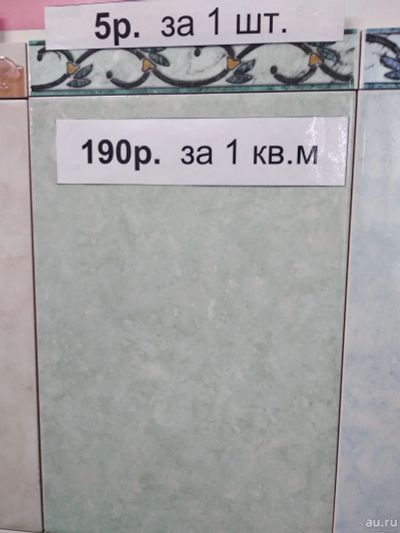 5р. за 1 шт.
190р. за 1 кв.м
au.ru